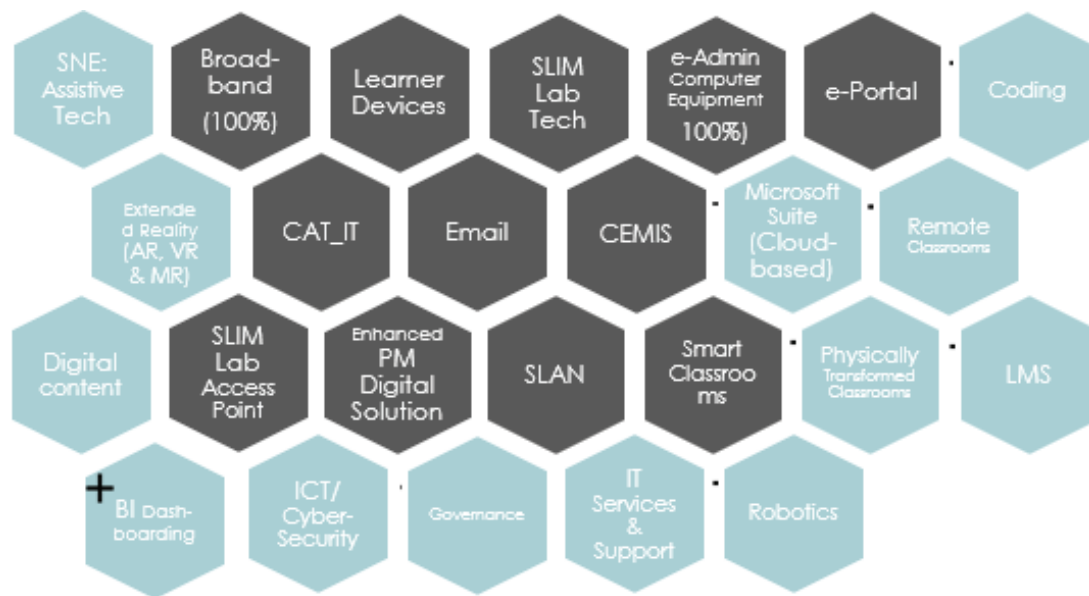 SNE:
Assistive
Tech
Broad-
band
(100%)
Learner
Devices
SLIM
Lab
Tech
e-Admin
Computer
Equipment
100%)
e-Portal
Coding
Extende
d Reality
(AR, VR
& MR)
CAT_IT
Email
CEMIS
Microsoft
Suite
(Cloud-
based)
Remote
Classrooms
Digital
content
SLIM
Lab
Access
Point
Enhanced
PM
Digital
Solution
SLAN
Smart
Classroo
ms
Physically
Transformed
Classrooms
LMS
+
BI Dash-
boarding
ICT/
Cyber-
Security
Governance
IT
Services
&
Support
Robotics